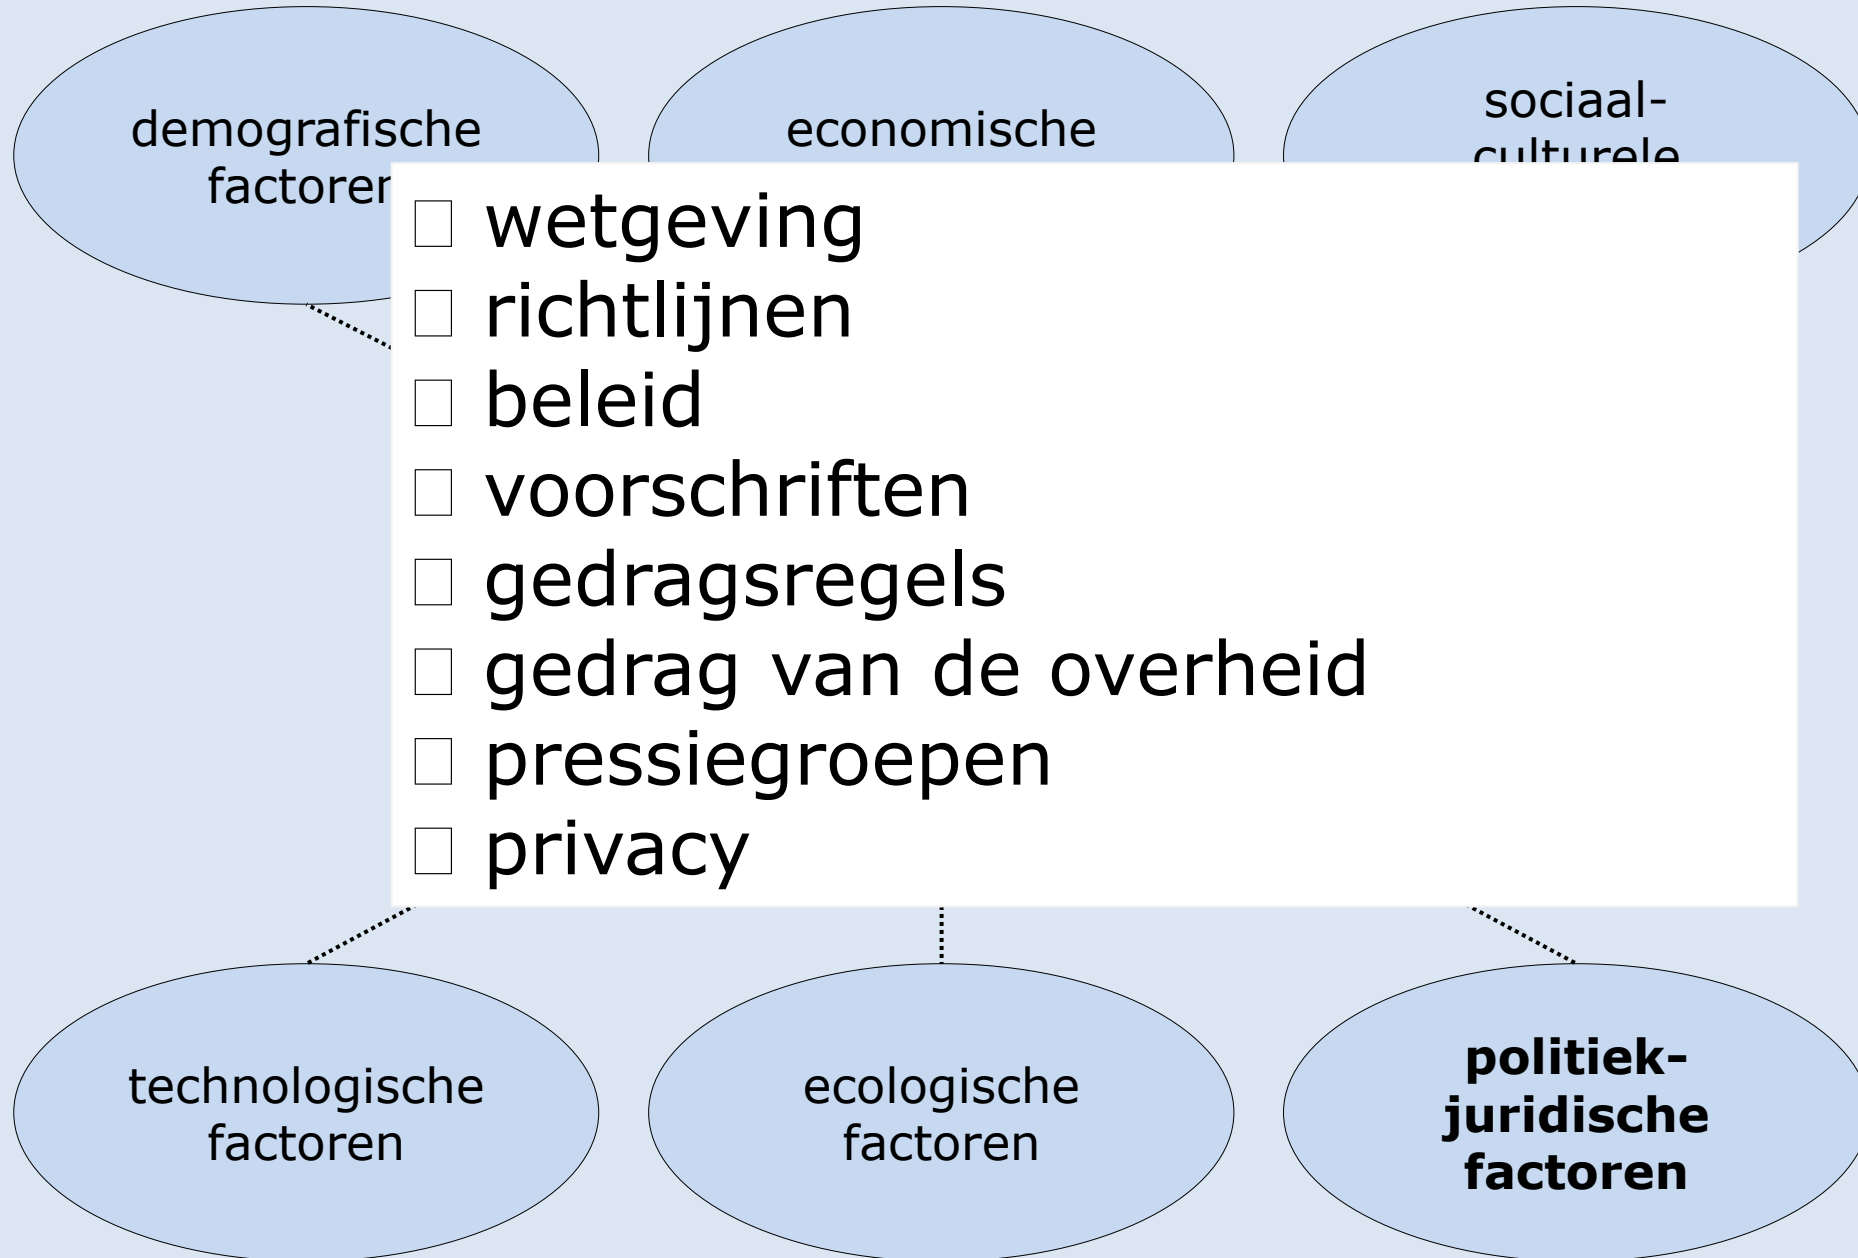 demografische
factoren
economische
sociaal-
culturele
wetgeving
richtlijnen
beleid
voorschriften
gedragsregels
gedrag van de overheid
pressiegroepen
privacy
technologische
factoren
ecologische
factoren
politiek-
juridische
factoren